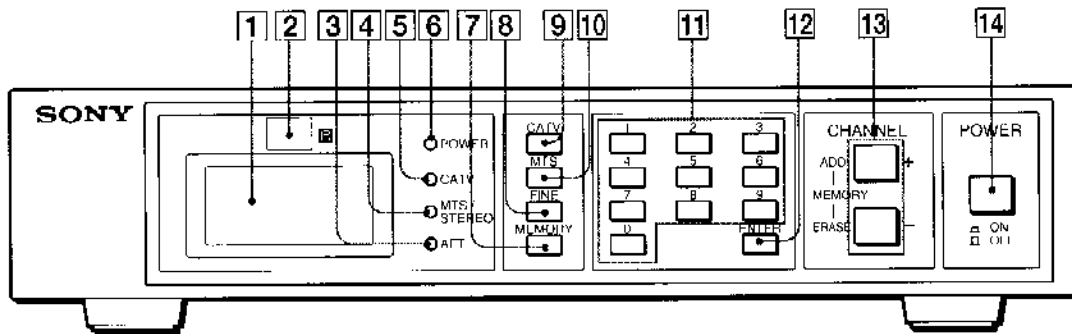 1 2 3 4 5 6 7 8 9 10 11 12 13 14
SONY
R
POWER
CATV
MTS/
STEREO
AFT
CATV
MTS
FINE
MEMORY
1 2 3
4 5 6
7 8 9
0 ENTER
CHANNEL
ADD +
MEMORY
ERASE −
POWER
ON
OFF